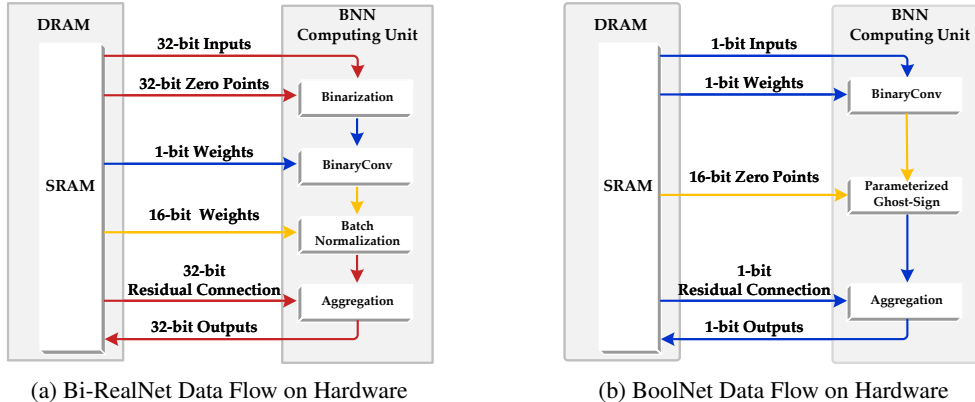 DRAM
BNN
Computing Unit
SRAM
32-bit Inputs
32-bit Zero Points
Binarization
1-bit Weights
BinaryConv
16-bit Weights
Batch
Normalization
32-bit
Residual Connection
Aggregation
32-bit Outputs
(a) Bi-RealNet Data Flow on Hardware
DRAM
BNN
Computing Unit
SRAM
1-bit Inputs
1-bit Weights
BinaryConv
16-bit Zero Points
Parameterized
Ghost-Sign
1-bit
Residual Connection
Aggregation
1-bit Outputs
(b) BoolNet Data Flow on Hardware